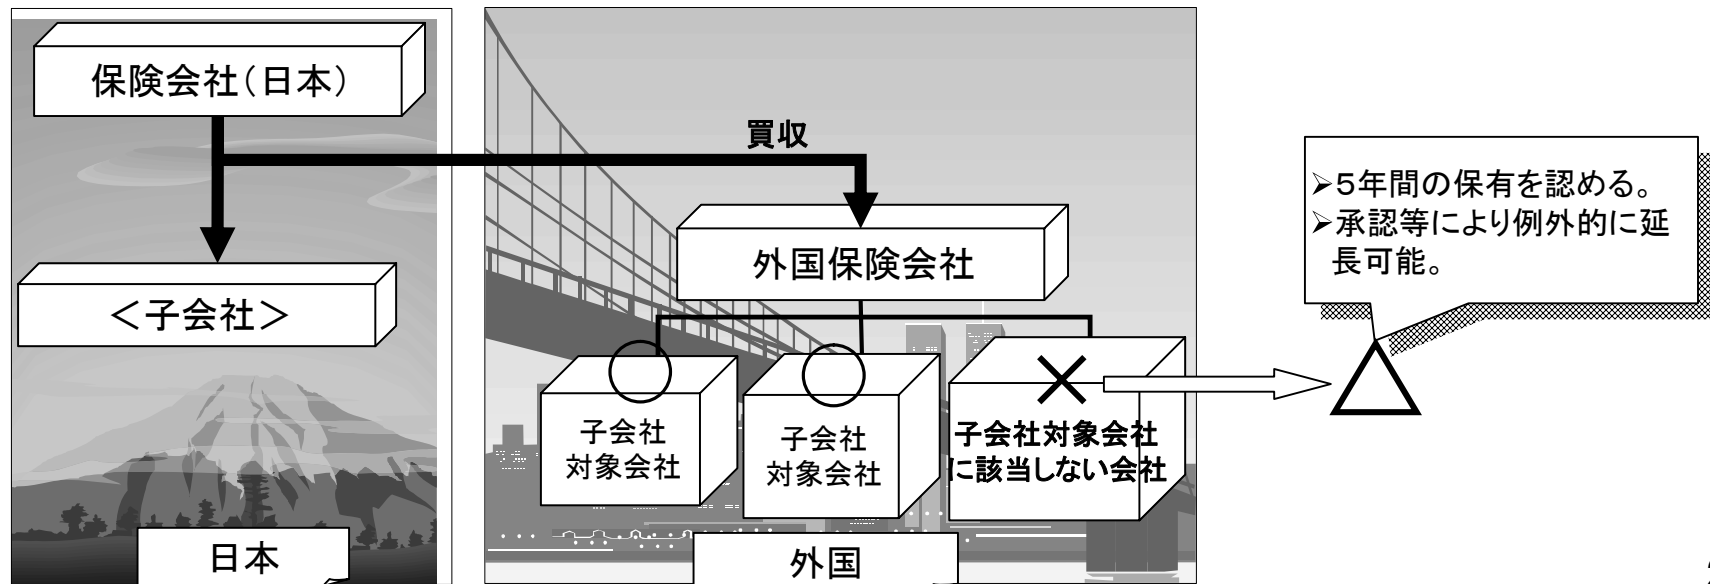 保険会社(日本)
買収
➢5年間の保有を認める。
➢承認等により例外的に延
長可能。
外国保険会社
<子会社>
子会社
対象会社
子会社
対象会社
子会社対象会社
に該当しない会社
日本
外国